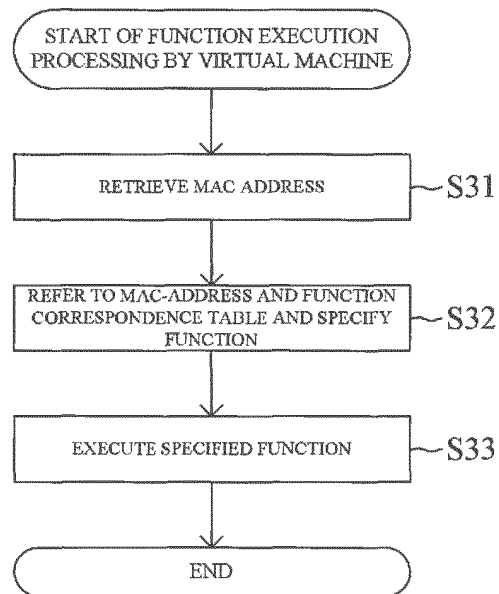 START OF FUNCTION EXECUTION
PROCESSING BY VIRTUAL MACHINE
RETRIEVE MAC ADDRESS
S31
REFER TO MAC-ADDRESS AND FUNCTION
CORRESPONDENCE TABLE AND SPECIFY
FUNCTION
S32
EXECUTE SPECIFIED FUNCTION
S33
END